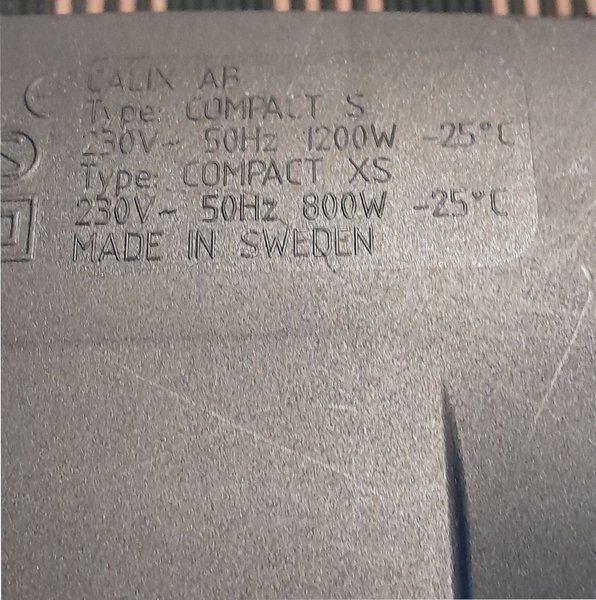 CALIX AB
Type: COMPACT S
230V~ 50Hz 1200W -25°C
Type: COMPACT XS
230V~ 50Hz 800W -25°C
MADE IN SWEDEN